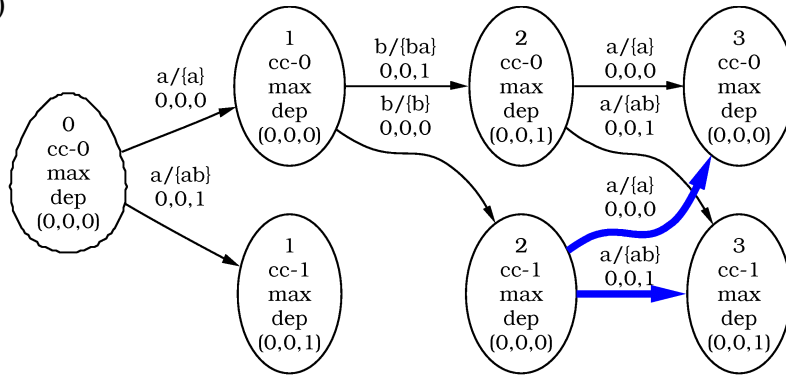 )
0
cc-0
max
dep
(0,0,0)
a/{a}
0,0,0
a/{ab}
0,0,1
1
cc-0
max
dep
(0,0,0)
1
cc-1
max
dep
(0,0,1)
b/{ba}
0,0,1
b/{b}
0,0,0
2
cc-0
max
dep
(0,0,1)
2
cc-1
max
dep
(0,0,0)
a/{a}
0,0,0
a/{ab}
0,0,1
a/{a}
0,0,0
a/{ab}
0,0,1
3
cc-0
max
dep
(0,0,0)
3
cc-1
max
dep
(0,0,1)